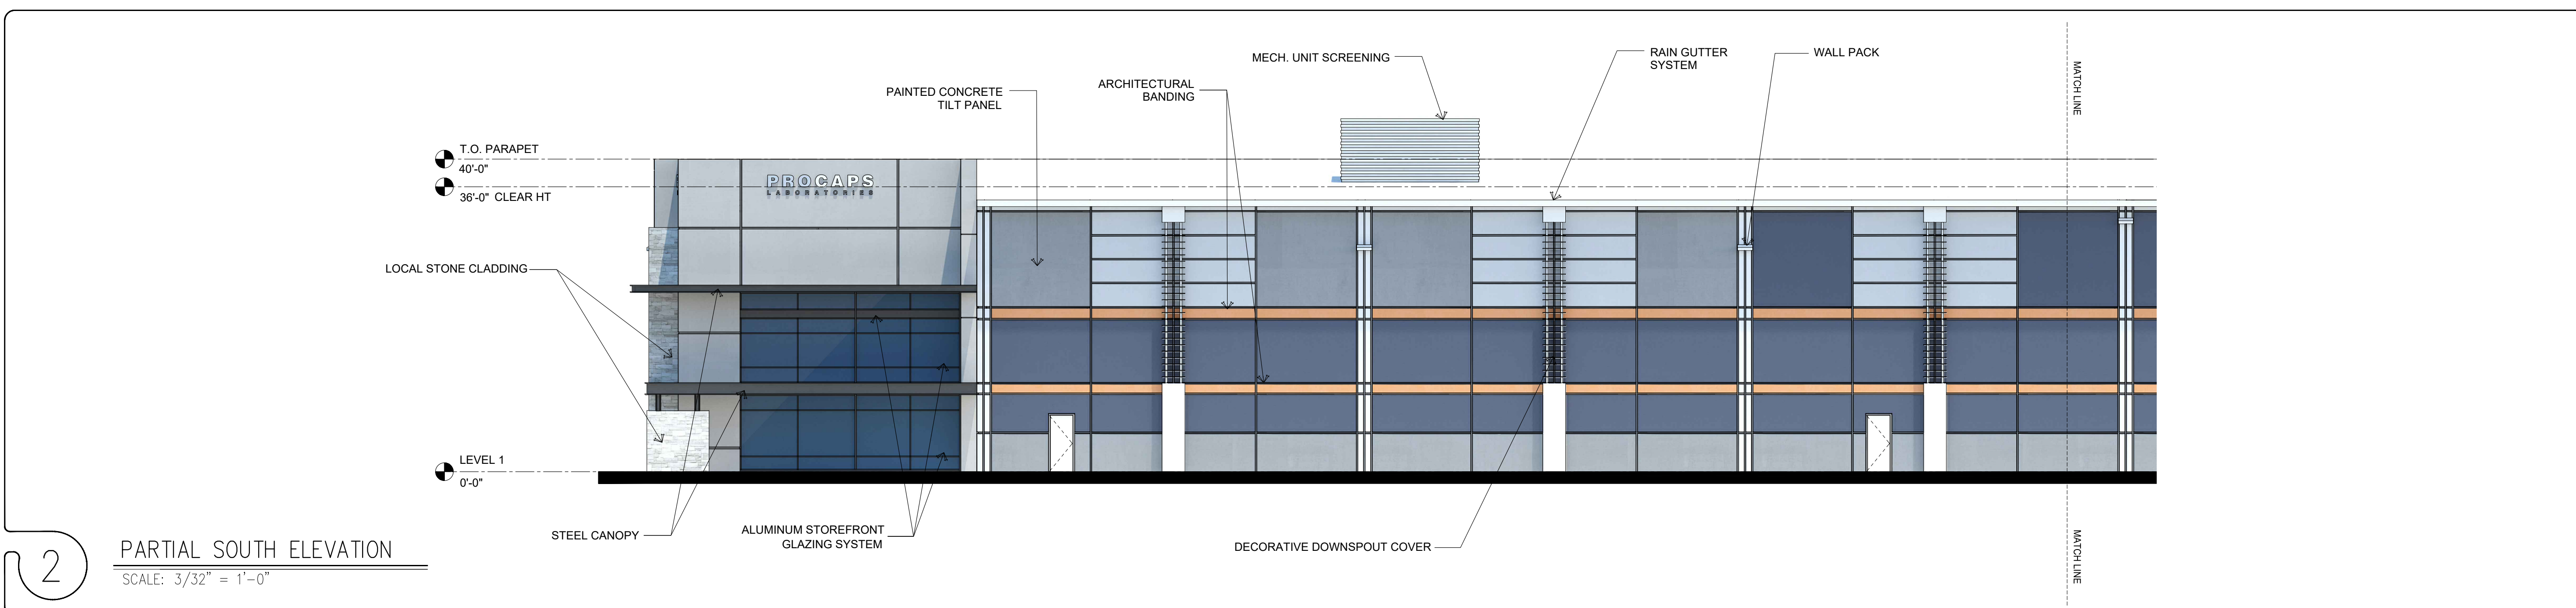 MECH. UNIT SCREENING
RAIN GUTTER
SYSTEM
WALL PACK
MATCH LINE
ARCHITECTURAL
BANDING
PAINTED CONCRETE
TILT PANEL
T.O. PARAPET
40'-0"
36'-0" CLEAR HT
PROCAPS
LABORATORIES
LOCAL STONE CLADDING
LEVEL 1
0'-0"
STEEL CANOPY
ALUMINUM STOREFRONT
GLAZING SYSTEM
DECORATIVE DOWNSPOUT COVER
MATCH LINE
2
PARTIAL SOUTH ELEVATION
SCALE: 3/32" = 1'-0"